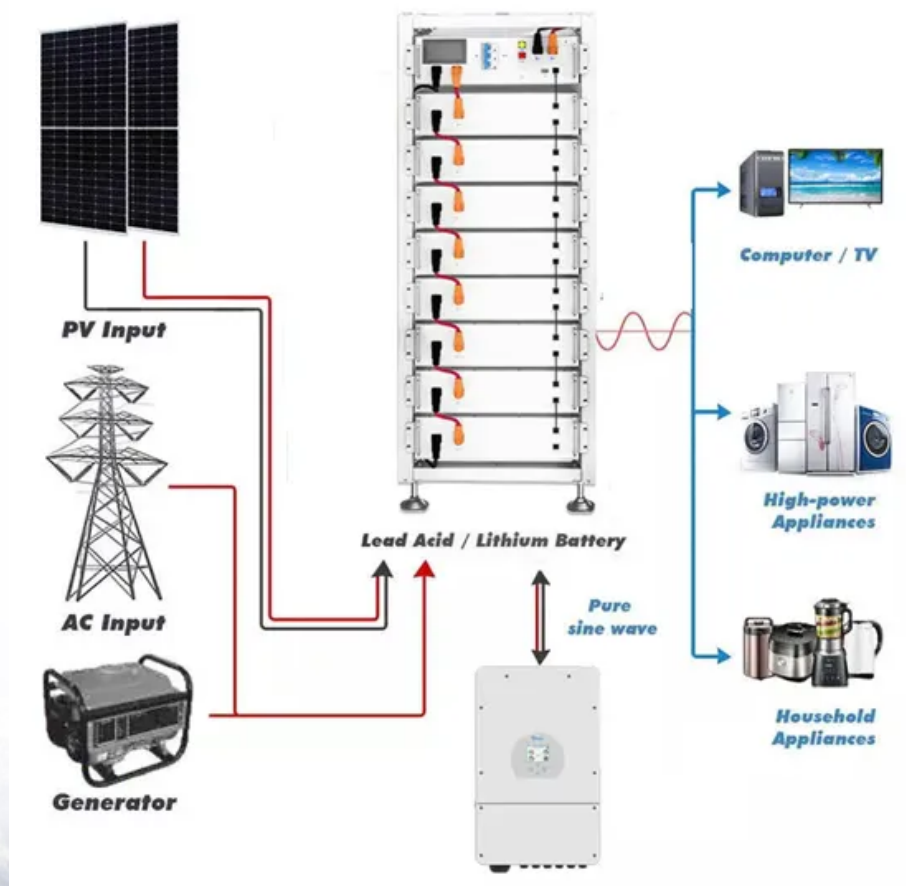 PV Input
AC Input
Generator
Lead Acid / Lithium Battery
Pure
sine wave
Computer / TV
High-power
Appliances
Household
Appliances